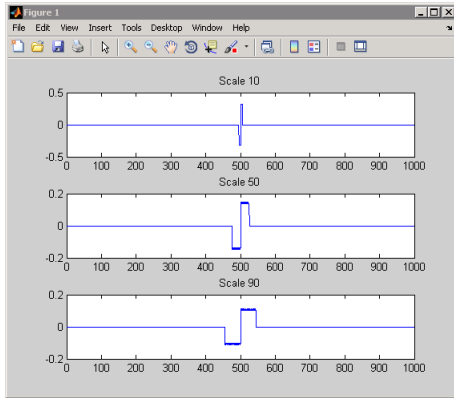 Figure 1
File Edit View Insert Tools Desktop Window Help
Scale 10
0.5
0
-0.5
0 100 200 300 400 500 600 700 800 900 1000
Scale 50
0.2
0
-0.2
0 100 200 300 400 500 600 700 800 900 1000
Scale 90
0.2
0
-0.2
0 100 200 300 400 500 600 700 800 900 1000